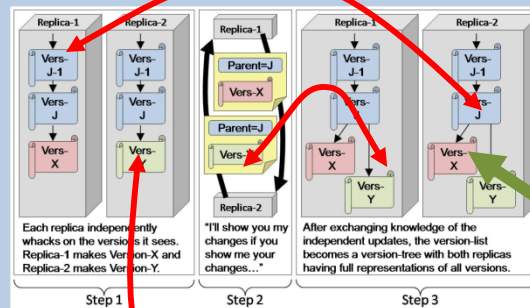 Replica-1
Replica-2
Vers-
J-1
Vers-
J-1
Vers-
J
Vers-
J
Vers-
X
Vers-
Each replica independently
whacks on the versions it sees.
Replica-1 makes Version-X and
Replica-2 makes Version-Y.
Step 1
Replica-1
Parent=J
Vers-X
Parent=J
Vers-
Replica-2
"I'll show you my
changes if you
show me your
changes..."
Step 2
Replica-1
Replica-2
Vers-
J-1
Vers-
J-1
Vers-
J
Vers-
X
Vers-
Y
Vers-
X
Vers-
Y
After exchanging knowledge of the
independent updates, the version-list
becomes a version-tree with both replicas
having full representations of all versions.
Step 3